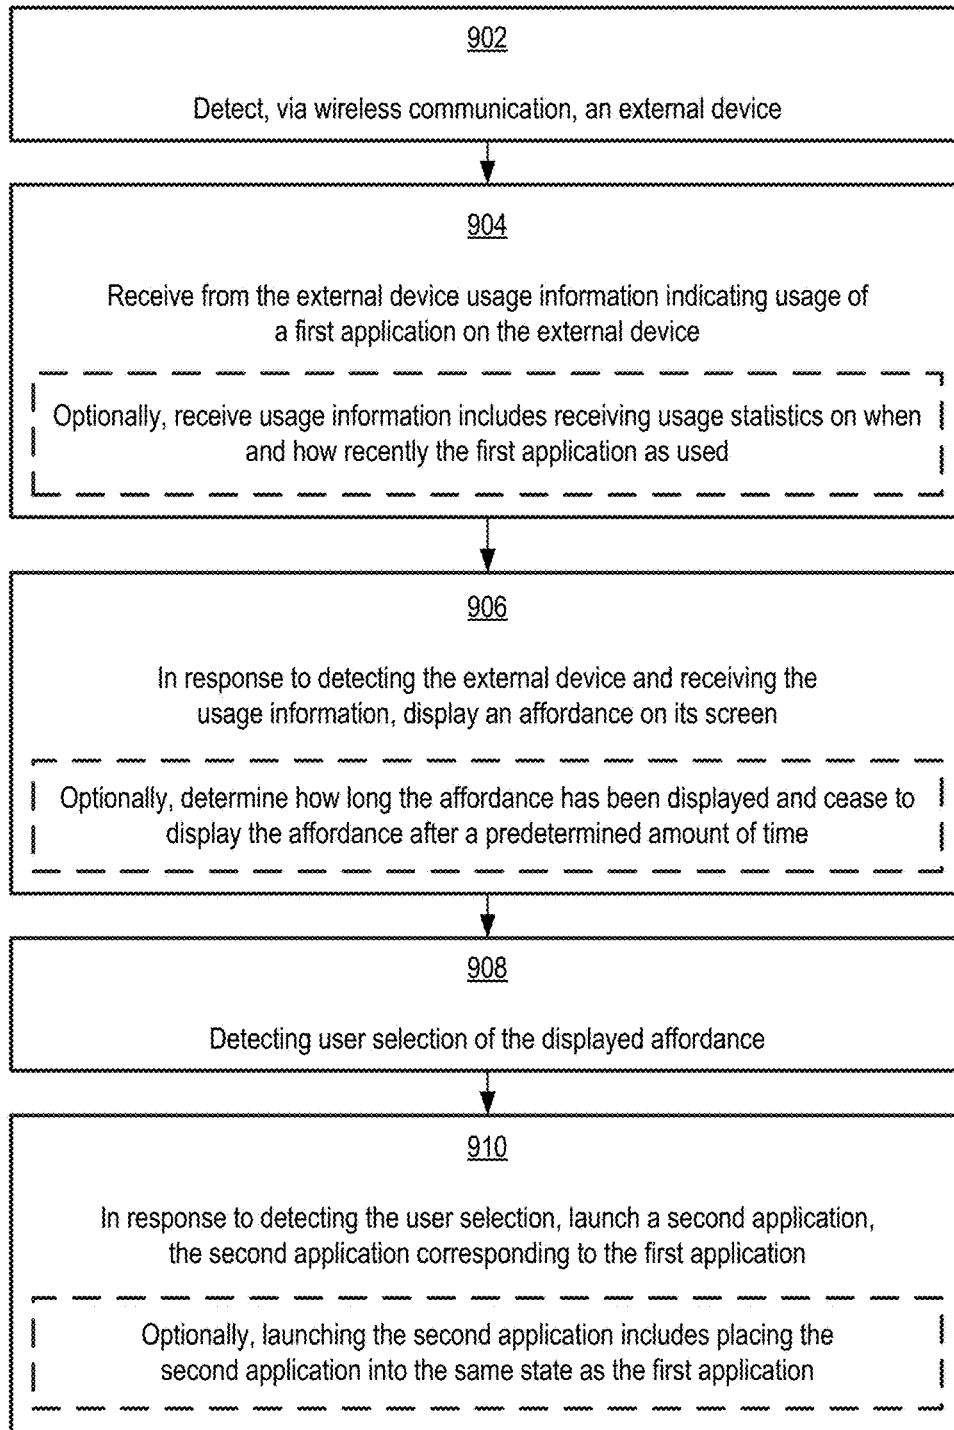 902
Detect, via wireless communication, an external device
904
Receive from the external device usage information indicating usage of
a first application on the external device
Optionally, receive usage information includes receiving usage statistics on when
and how recently the first application as used
906
In response to detecting the external device and receiving the
usage information, display an affordance on its screen
Optionally, determine how long the affordance has been displayed and cease to
display the affordance after a predetermined amount of time
908
Detecting user selection of the displayed affordance
910
In response to detecting the user selection, launch a second application,
the second application corresponding to the first application
Optionally, launching the second application includes placing the
second application into the same state as the first application